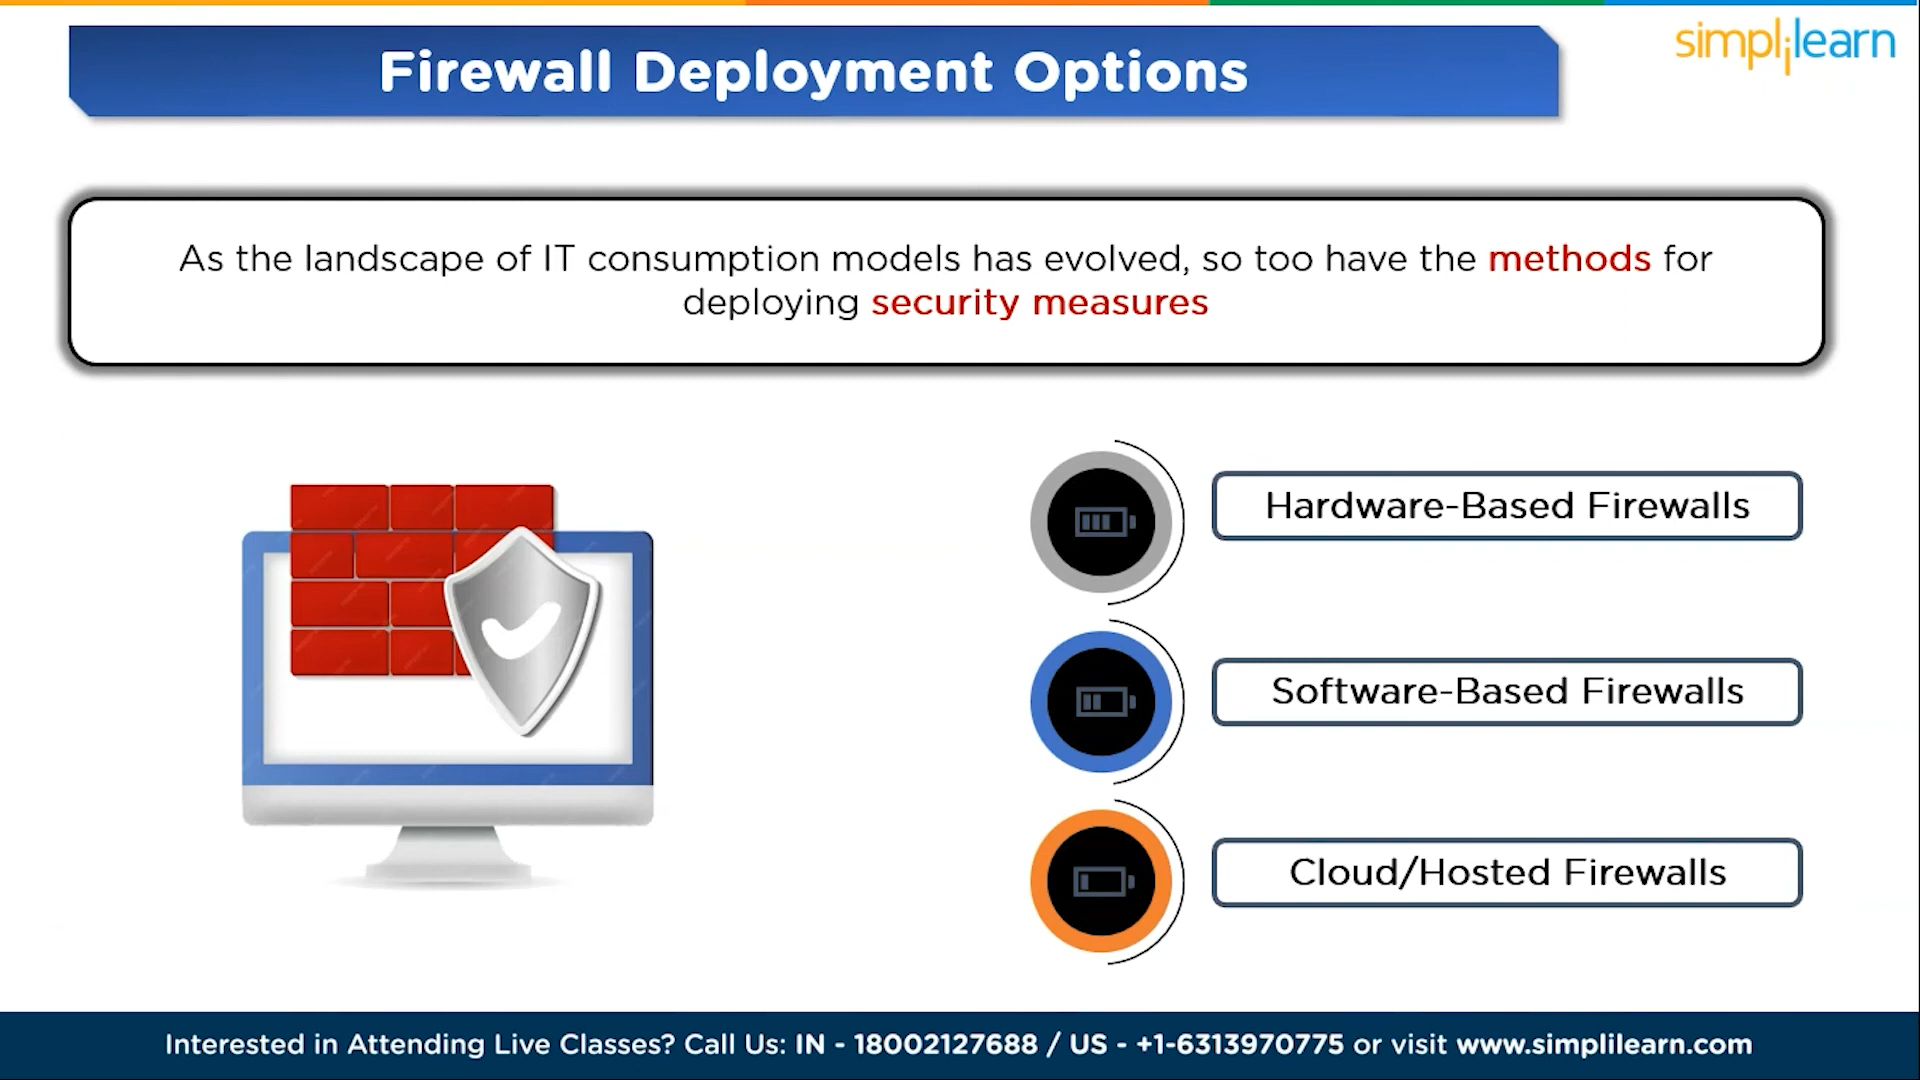 Firewall Deployment Options
simplilearn
As the landscape of IT consumption models has evolved, so too have the methods for
deploying security measures
Hardware-Based Firewalls
Software-Based Firewalls
Cloud/Hosted Firewalls
Interested in Attending Live Classes? Call Us: IN - 18002127688 / US - +1-6313970775 or visit www.simplilearn.com